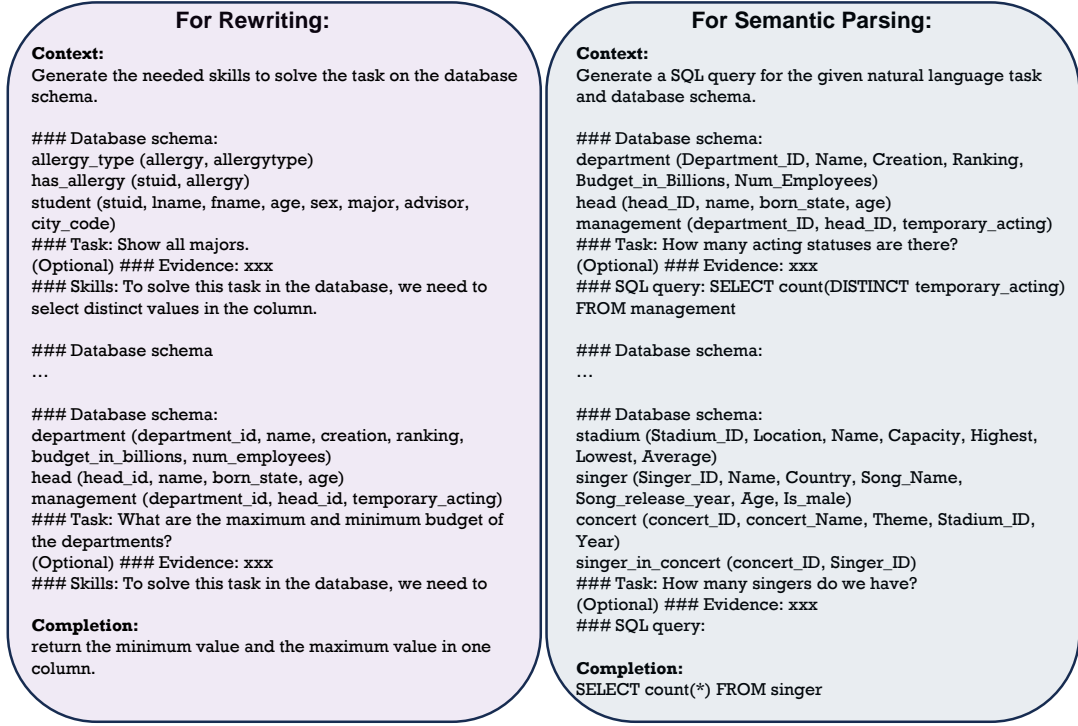 For Rewriting:
Context:
Generate the needed skills to solve the task on the database
schema.
### Database schema:
allergy_type (allergy, allergytype)
has_allergy (stuid, allergy)
student (stuid, lname, fname, age, sex, major, advisor,
city_code)
### Task: Show all majors.
(Optional) ### Evidence: xxx
### Skills: To solve this task in the database, we need to
select distinct values in the column.
### Database schema
…
### Database schema:
department (department_id, name, creation, ranking,
budget_in_billions, num_employees)
head (head_id, name, born_state, age)
management (department_id, head_id, temporary_acting)
### Task: What are the maximum and minimum budget of
the departments?
(Optional) ### Evidence: xxx
### Skills: To solve this task in the database, we need to
Completion:
return the minimum value and the maximum value in one
column.
For Semantic Parsing:
Context:
Generate a SQL query for the given natural language task
and database schema.
### Database schema:
department (Department_ID, Name, Creation, Ranking,
Budget_in_Billions, Num_Employees)
head (head_ID, name, born_state, age)
management (department_ID, head_ID, temporary_acting)
### Task: How many acting statuses are there?
(Optional) ### Evidence: xxx
### SQL query: SELECT count(DISTINCT temporary_acting)
FROM management
### Database schema:
…
### Database schema:
stadium (Stadium_ID, Location, Name, Capacity, Highest,
Lowest, Average)
singer (Singer_ID, Name, Country, Song_Name,
Song_release_year, Age, Is_male)
concert (concert_ID, concert_Name, Theme, Stadium_ID,
Year)
singer_in_concert (concert_ID, Singer_ID)
### Task: How many singers do we have?
(Optional) ### Evidence: xxx
### SQL query:
Completion:
SELECT count(*) FROM singer